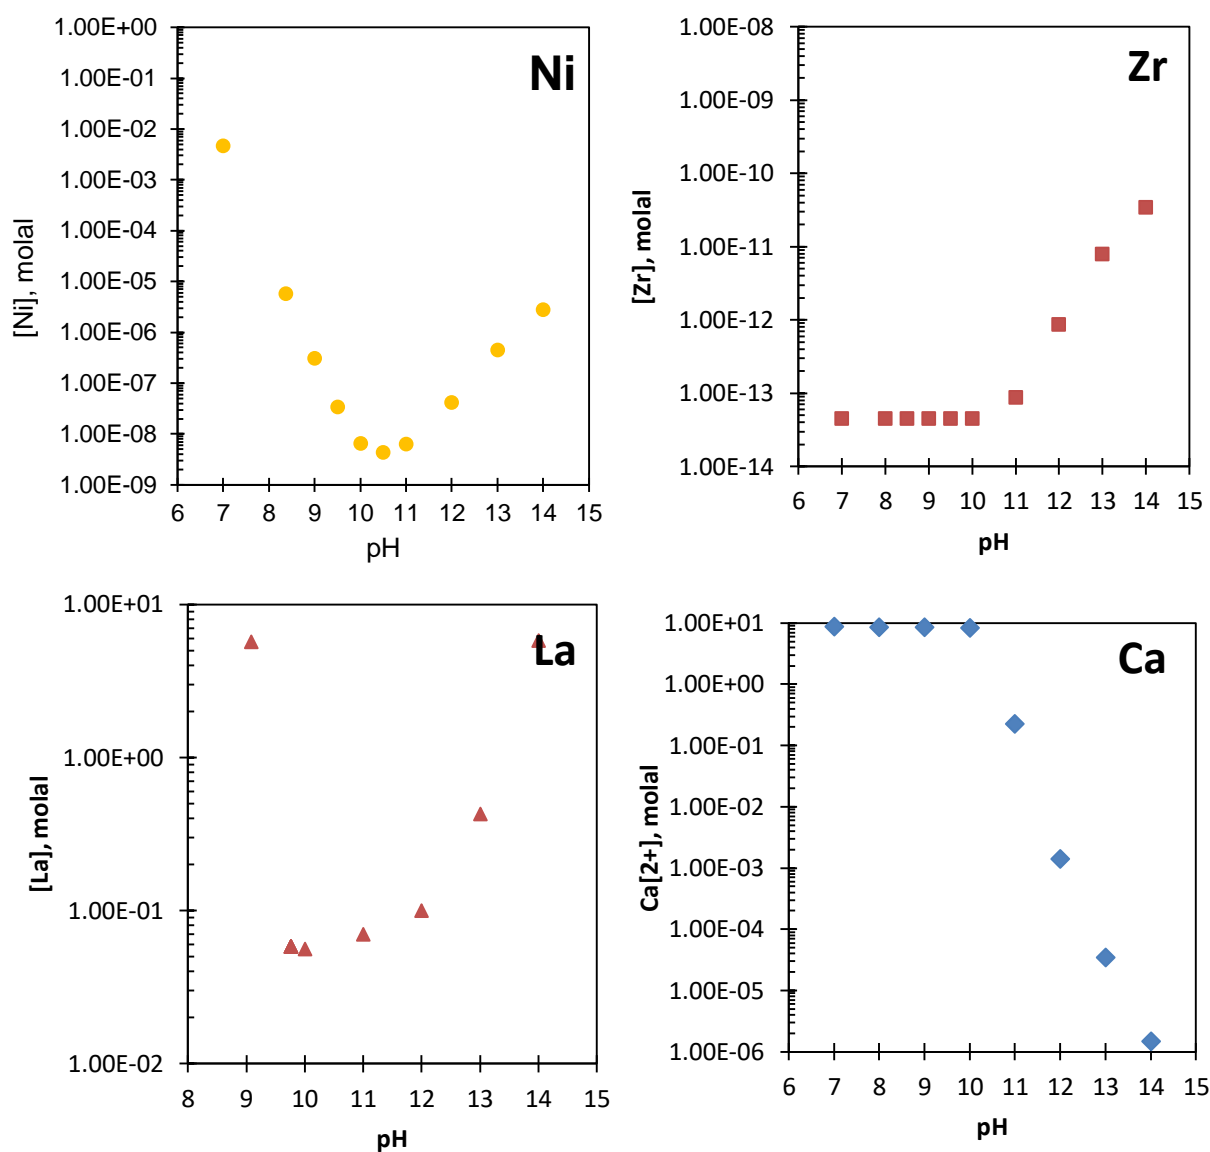 Ni
[Ni], molal
1.00E+00
1.00E-01
1.00E-02
1.00E-03
1.00E-04
1.00E-05
1.00E-06
1.00E-07
1.00E-08
1.00E-09
6 7 8 9 10 11 12 13 14 15
pH
Zr
[Zr], molal
1.00E-08
1.00E-09
1.00E-10
1.00E-11
1.00E-12
1.00E-13
1.00E-14
6 7 8 9 10 11 12 13 14 15
pH
La
[La], molal
1.00E+01
1.00E+00
1.00E-01
1.00E-02
8 9 10 11 12 13 14 15
pH
Ca
Ca[2+], molal
1.00E+01
1.00E+00
1.00E-01
1.00E-02
1.00E-03
1.00E-04
1.00E-05
1.00E-06
6 7 8 9 10 11 12 13 14 15
pH